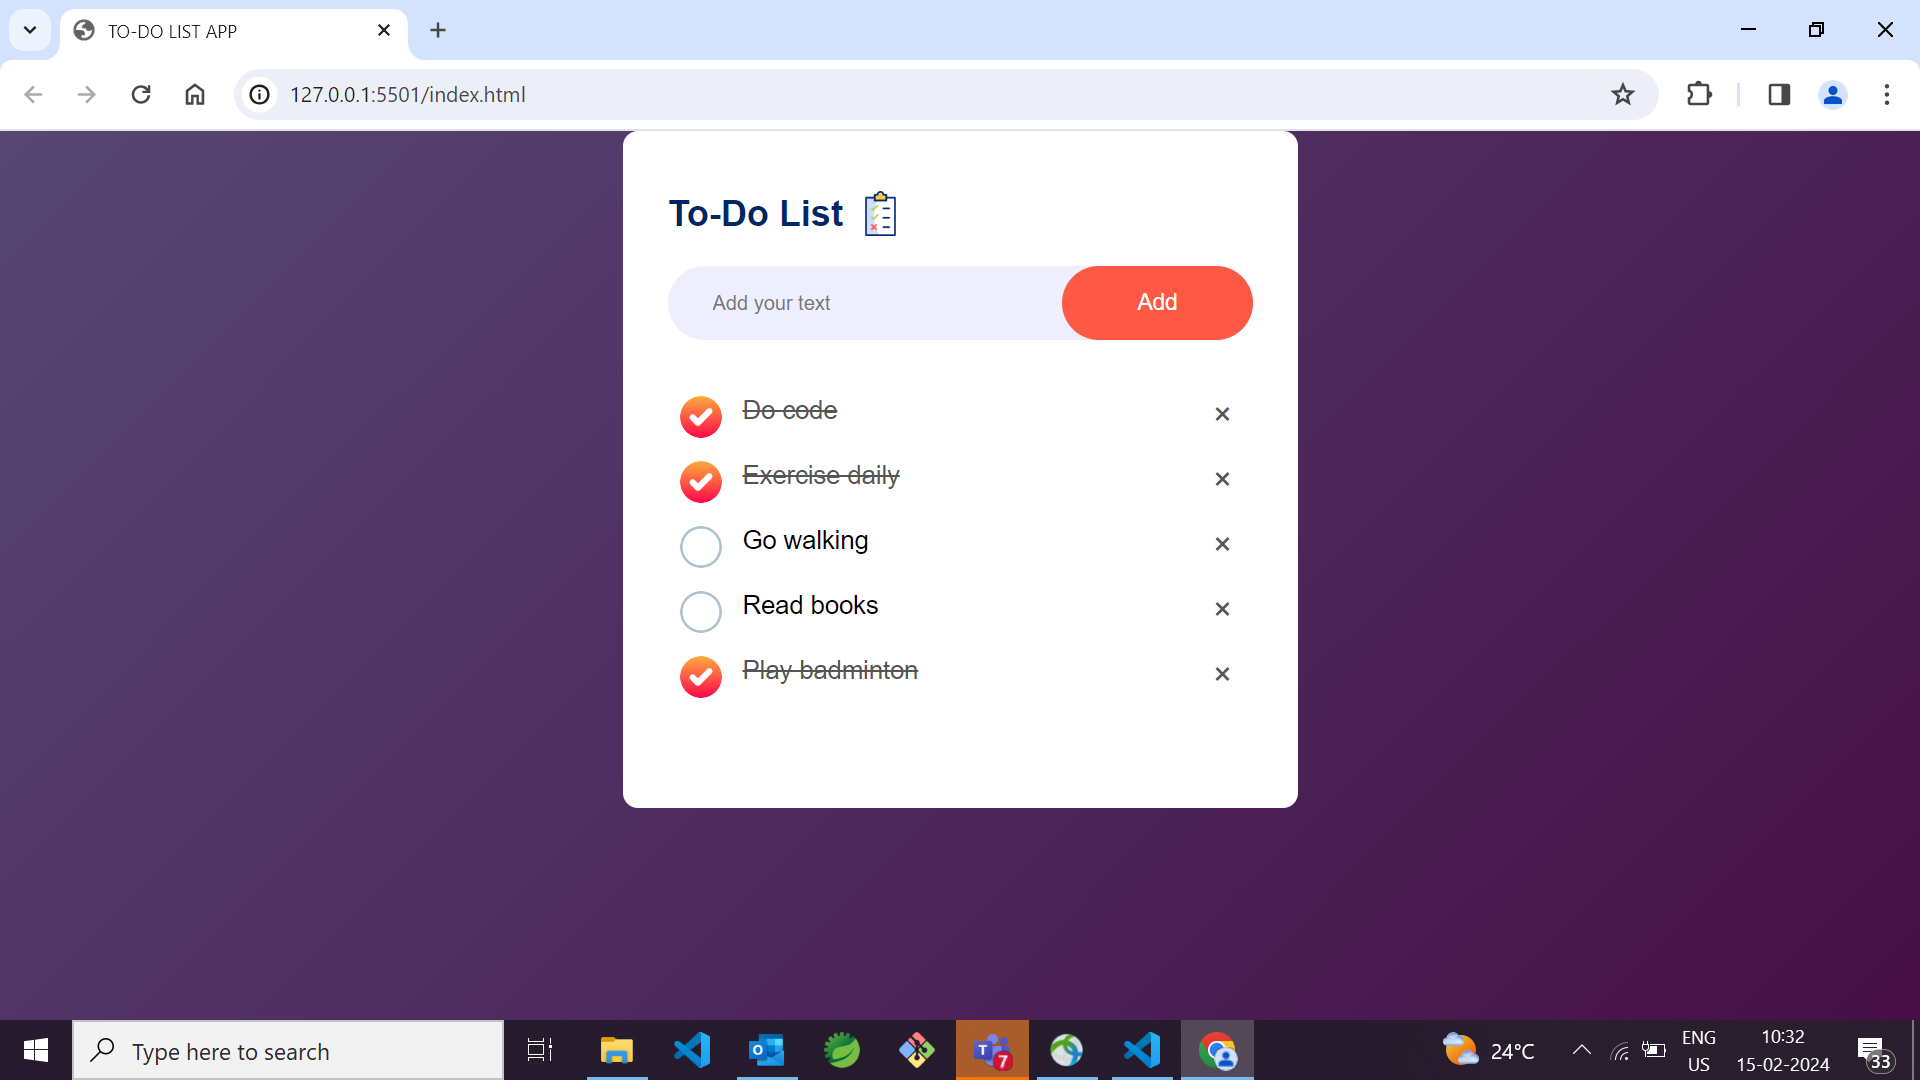 TO-DO LIST APP
127.0.0.1:5501/index.html
To-Do List
Add your text
Add
Do code
Exercise daily
Go walking
Read books
Play badminton
Type here to search
7
24°C
ENG
US
10:32
15-02-2024
33